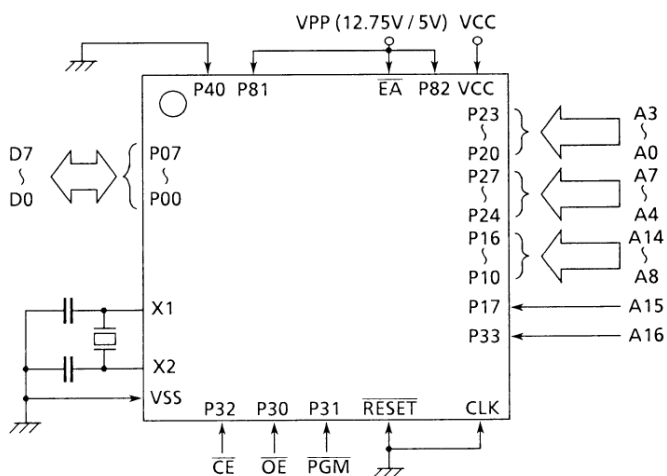 VPP (12.75V / 5V) VCC
P40 P81 EA P82 VCC
P23 A3
~ ~
P20 A0
D7 P07
~ ~
D0 P00
P27 A7
~ ~
P24 A4
P16 A14
~ ~
P10 A8
X1
P17 A15
P33 A16
X2
VSS
P32 P30 P31 RESET CLK
CE OE PGM